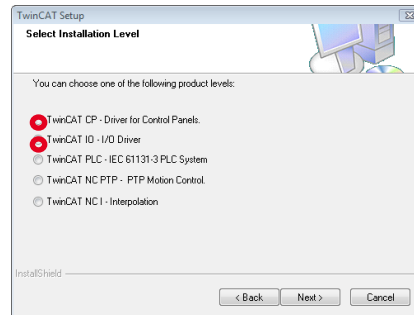 TwinCAT Setup
Select Installation Level
You can choose one of the following product levels:
TwinCAT CP - Driver for Control Panels.
TwinCAT IO - I/O Driver
TwinCAT PLC - IEC 61131-3 PLC System
TwinCAT NC PTP - PTP Motion Control.
TwinCAT NC I - Interpolation
InstallShield
< Back Next > Cancel